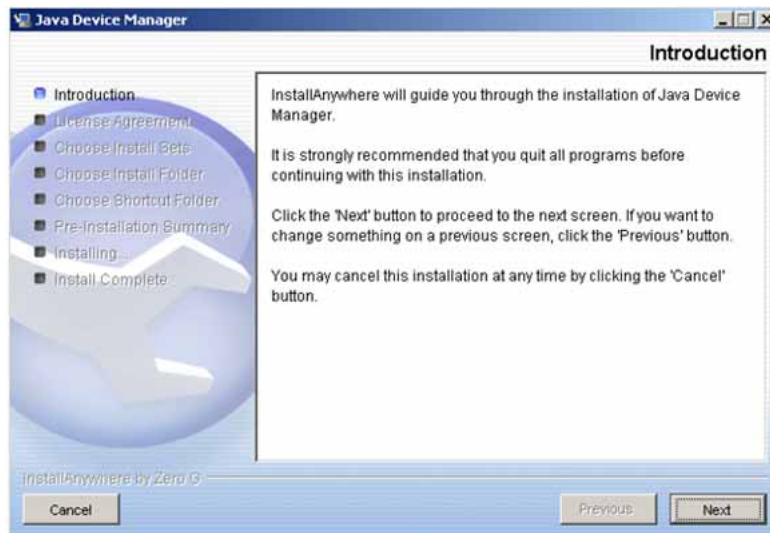 Java Device Manager
Introduction
Introduction
License Agreement
Choose Install Sets
Choose Install Folder
Choose Shortcut Folder
Pre-Installation Summary
Installing...
Install Complete
InstallAnywhere will guide you through the installation of Java Device
Manager.
It is strongly recommended that you quit all programs before
continuing with this installation.
Click the 'Next' button to proceed to the next screen. If you want to
change something on a previous screen, click the 'Previous' button.
You may cancel this installation at any time by clicking the 'Cancel'
button.
InstallAnywhere by Zero G
Cancel
Previous
Next